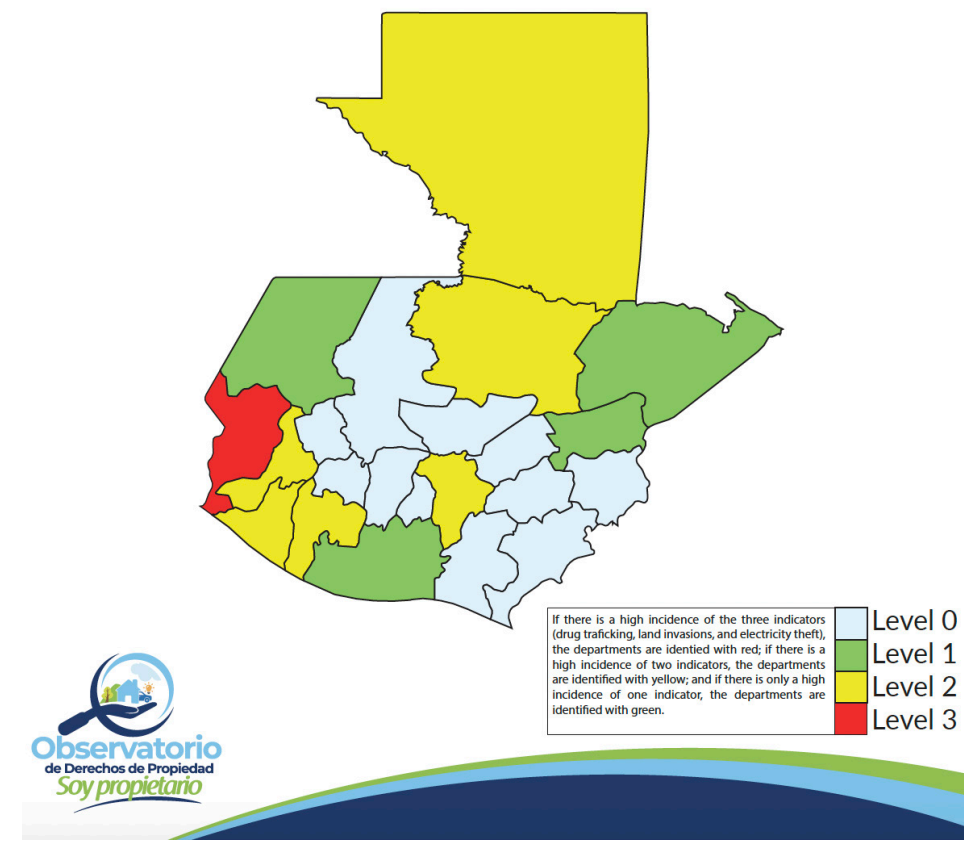 If there is a high incidence of the three indicators
(drug traficking, land invasions, and electricity theft),
the departments are identied with red; if there is a
high incidence of two indicators, the departments
are identified with yellow; and if there is only a high
incidence of one indicator, the departments are
identified with green.
Level 0
Level 1
Level 2
Level 3
Observatorio
de Derechos de Propiedad
Soy propietario